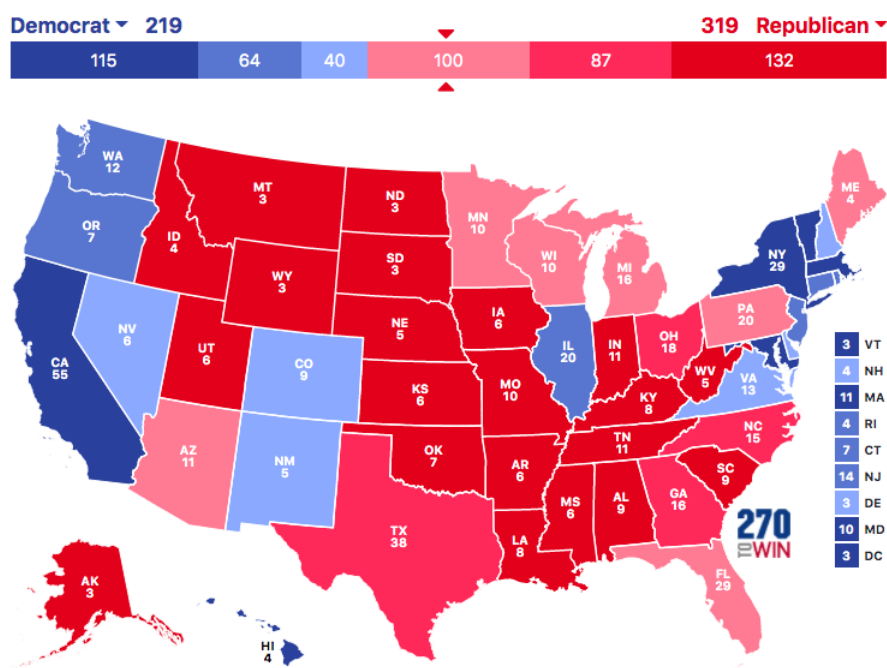 Democrat 219
319 Republican
115 64 40 100 87 132
WA
12
OR
7
CA
55
NV
6
ID
4
MT
3
WY
3
UT
6
AZ
11
CO
9
NM
5
ND
3
SD
3
NE
5
KS
6
OK
7
TX
38
MN
10
IA
6
MO
10
AR
6
LA
8
WI
10
IL
20
MI
16
IN
11
OH
18
KY
8
TN
11
MS
6
AL
9
GA
16
FL
29
SC
9
NC
15
VA
13
WV
5
PA
20
NY
29
ME
4
AK
3
HI
4
3 VT
4 NH
11 MA
4 RI
7 CT
14 NJ
3 DE
10 MD
3 DC
270
TO WIN